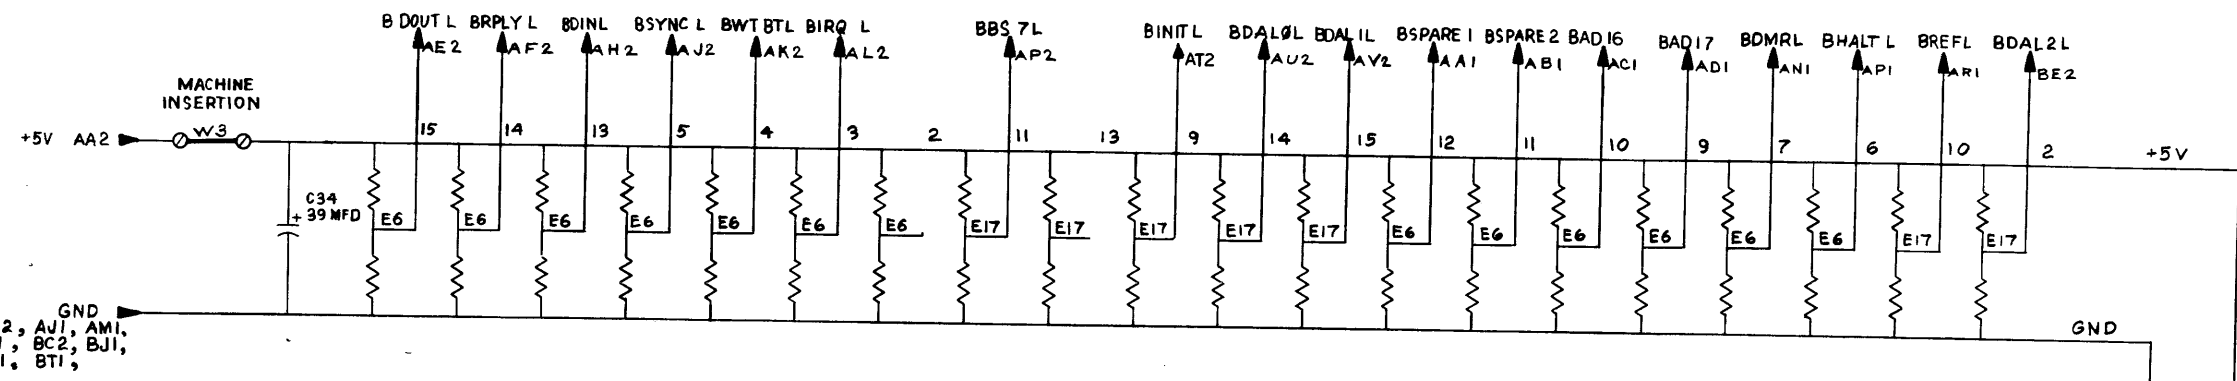 B DOUT L BRPLY L BDINL BSYNC L BWTBTL BIRQ L BBS 7L BINIT L BDALØL BDAL1L BSPARE 1 BSPARE 2 BAD 16 BAD17 BDMRL BHALT L BREFL BDAL2L
AE2 AF2 AH2 AJ2 AK2 AL2 AP2 AT2 AU2 AV2 AA1 AB1 AC1 AD1 AN1 AP1 AR1 BE2
MACHINE
INSERTION
+5V AA2 W3 15 14 13 5 4 3 2 11 13 9 14 15 12 11 10 9 7 6 10 2 +5V
C34
+ 39 MFD
E6 E6 E6 E6 E6 E6 E6 E17 E17 E17 E17 E17 E6 E6 E6 E6 E6 E6 E17 E17
GND
2, AJ1, AM1,
1, BC2, BJ1,
1, BT1,
GND